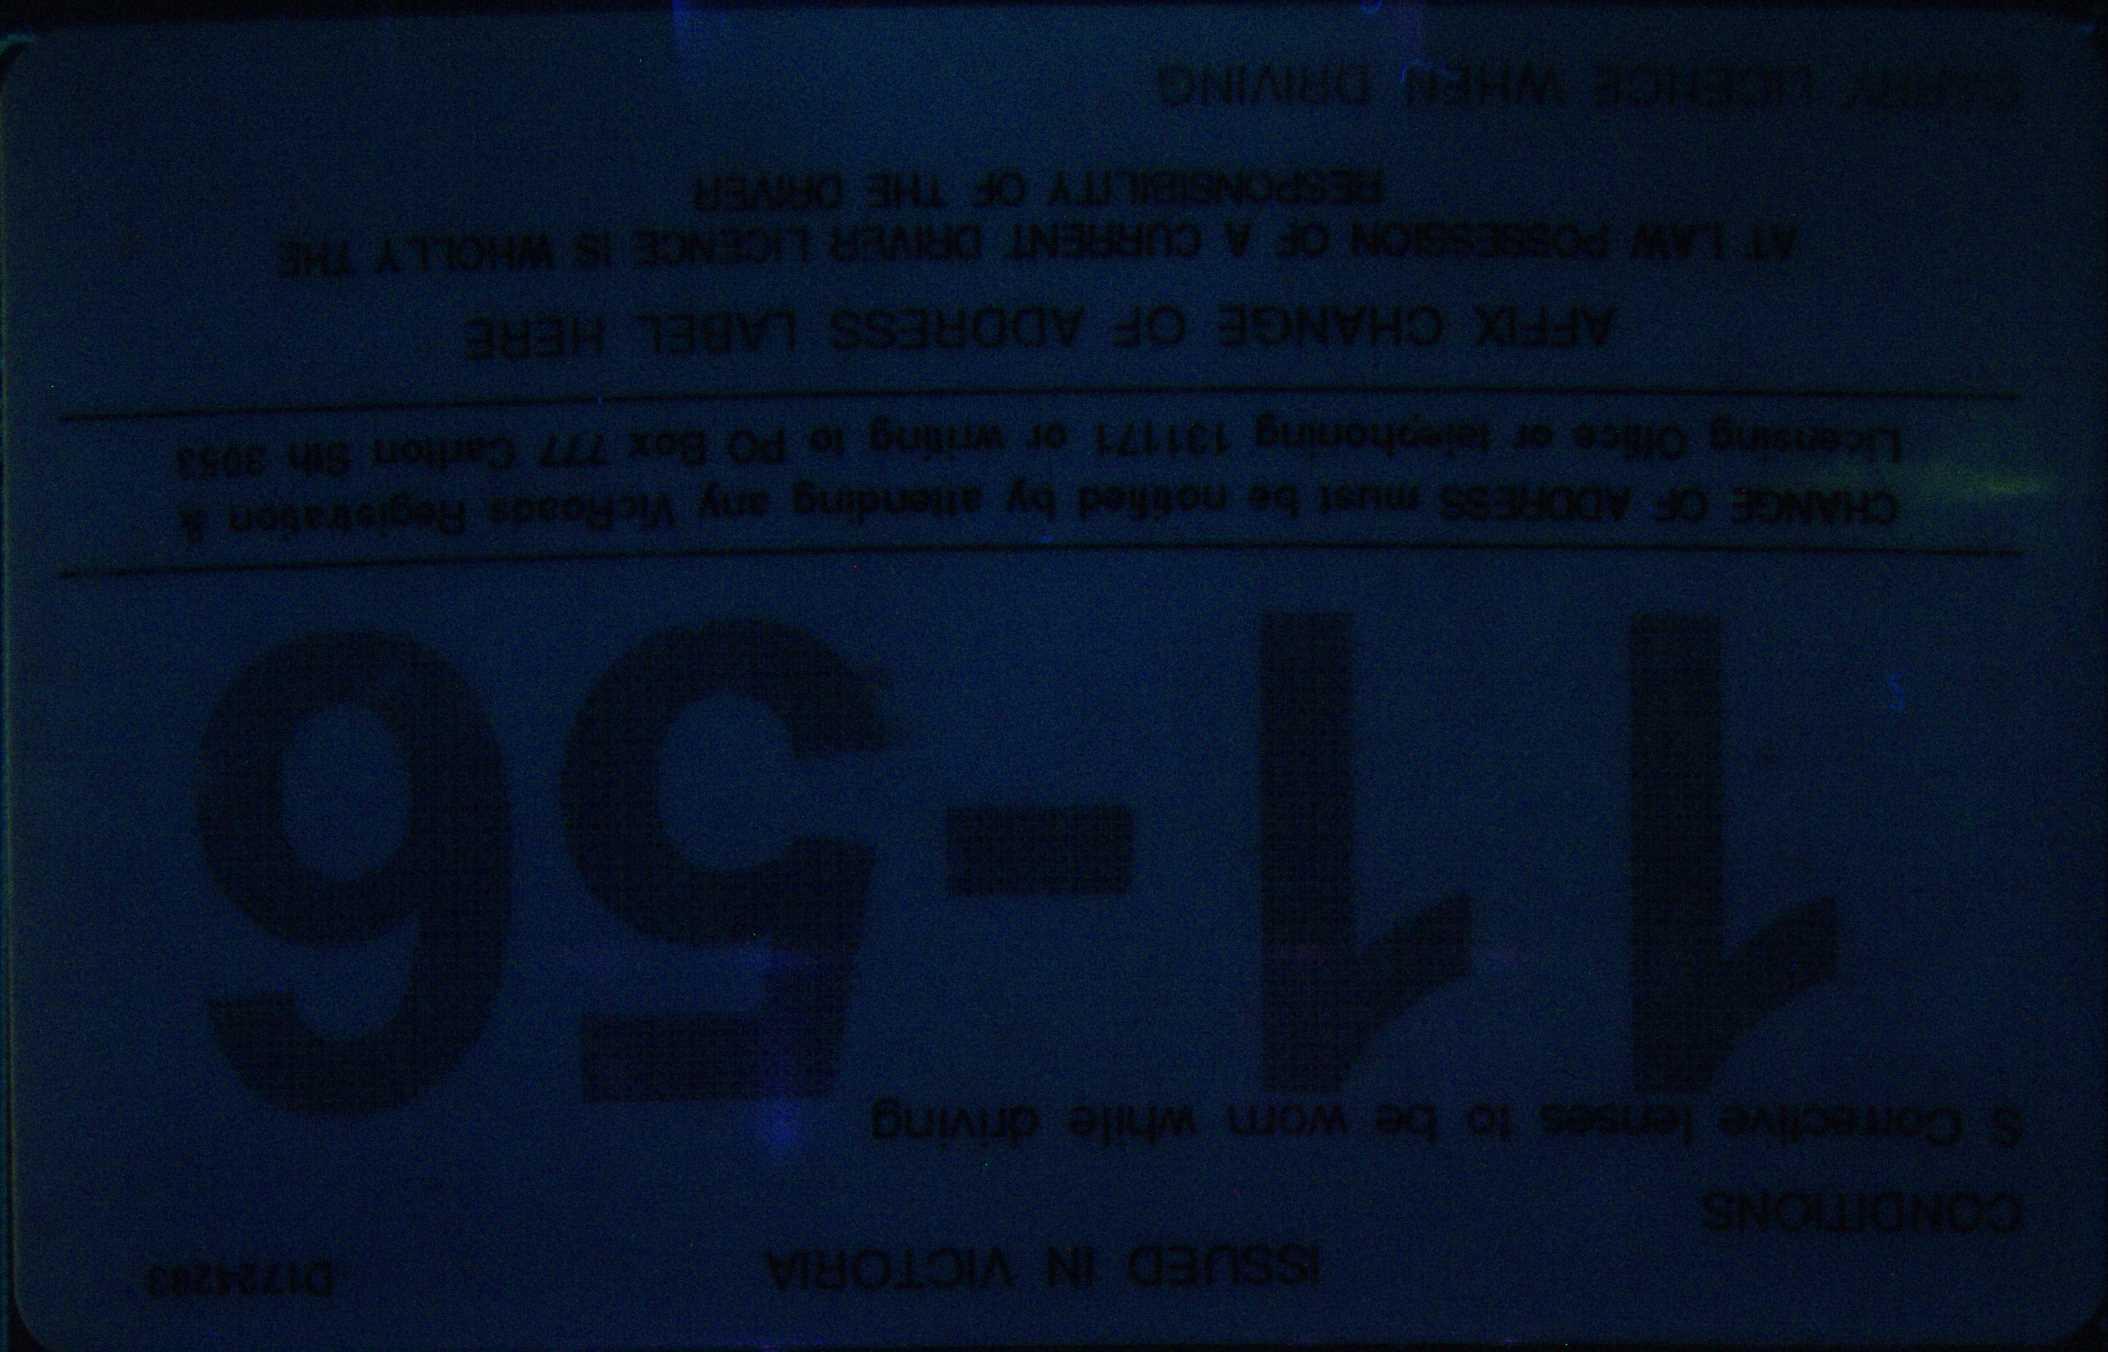 ISSUED IN VICTORIA
CONDITIONS
S Corrective lenses to be worn while driving
11-56
CHANGE OF ADDRESS must be notified by attending any VicRoads Registration &
Licensing Office or telephoning 131171 or writing to PO Box 777 Carlton Sth 3053
AFFIX CHANGE OF ADDRESS LABEL HERE
AT LAW POSSESSION OF A CURRENT DRIVER LICENCE IS WHOLLY THE
RESPONSIBILITY OF THE DRIVER
CARRY LICENCE WHEN DRIVING